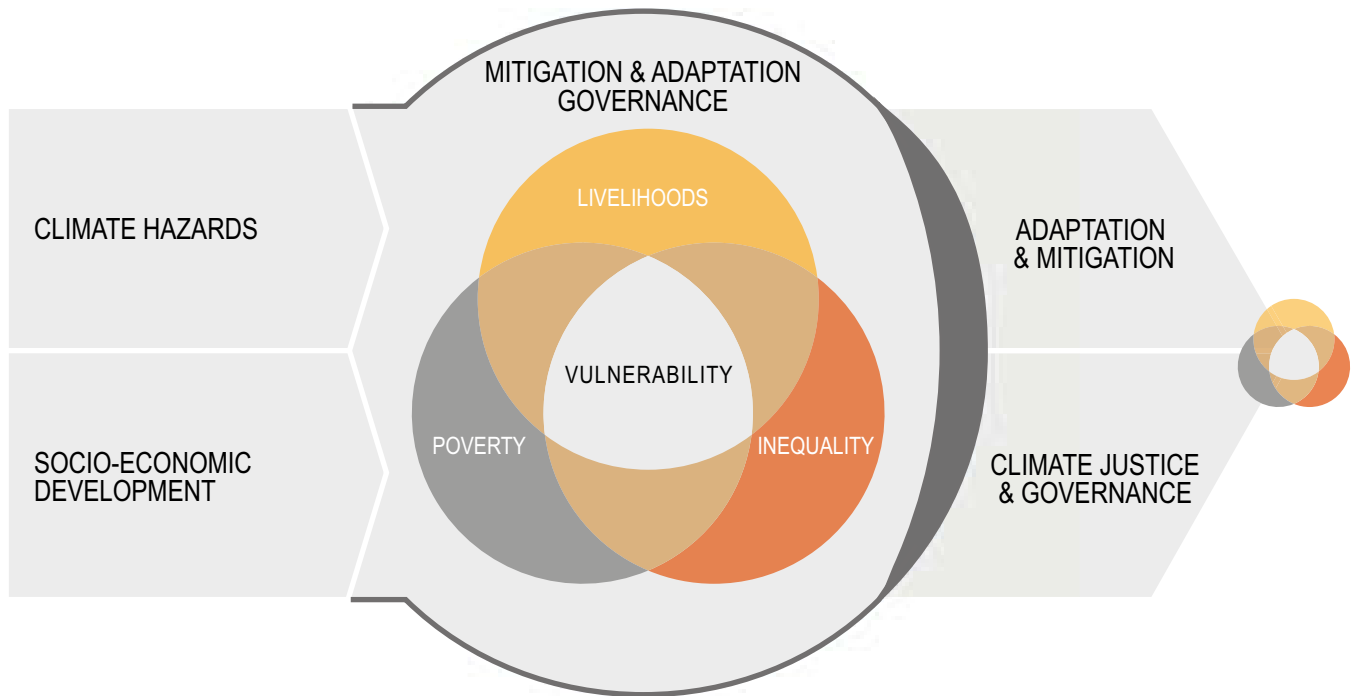 MITIGATION & ADAPTATION
GOVERNANCE
CLIMATE HAZARDS
SOCIO-ECONOMIC
DEVELOPMENT
LIVELIHOODS
VULNERABILITY
POVERTY
INEQUALITY
ADAPTATION
& MITIGATION
CLIMATE JUSTICE
& GOVERNANCE